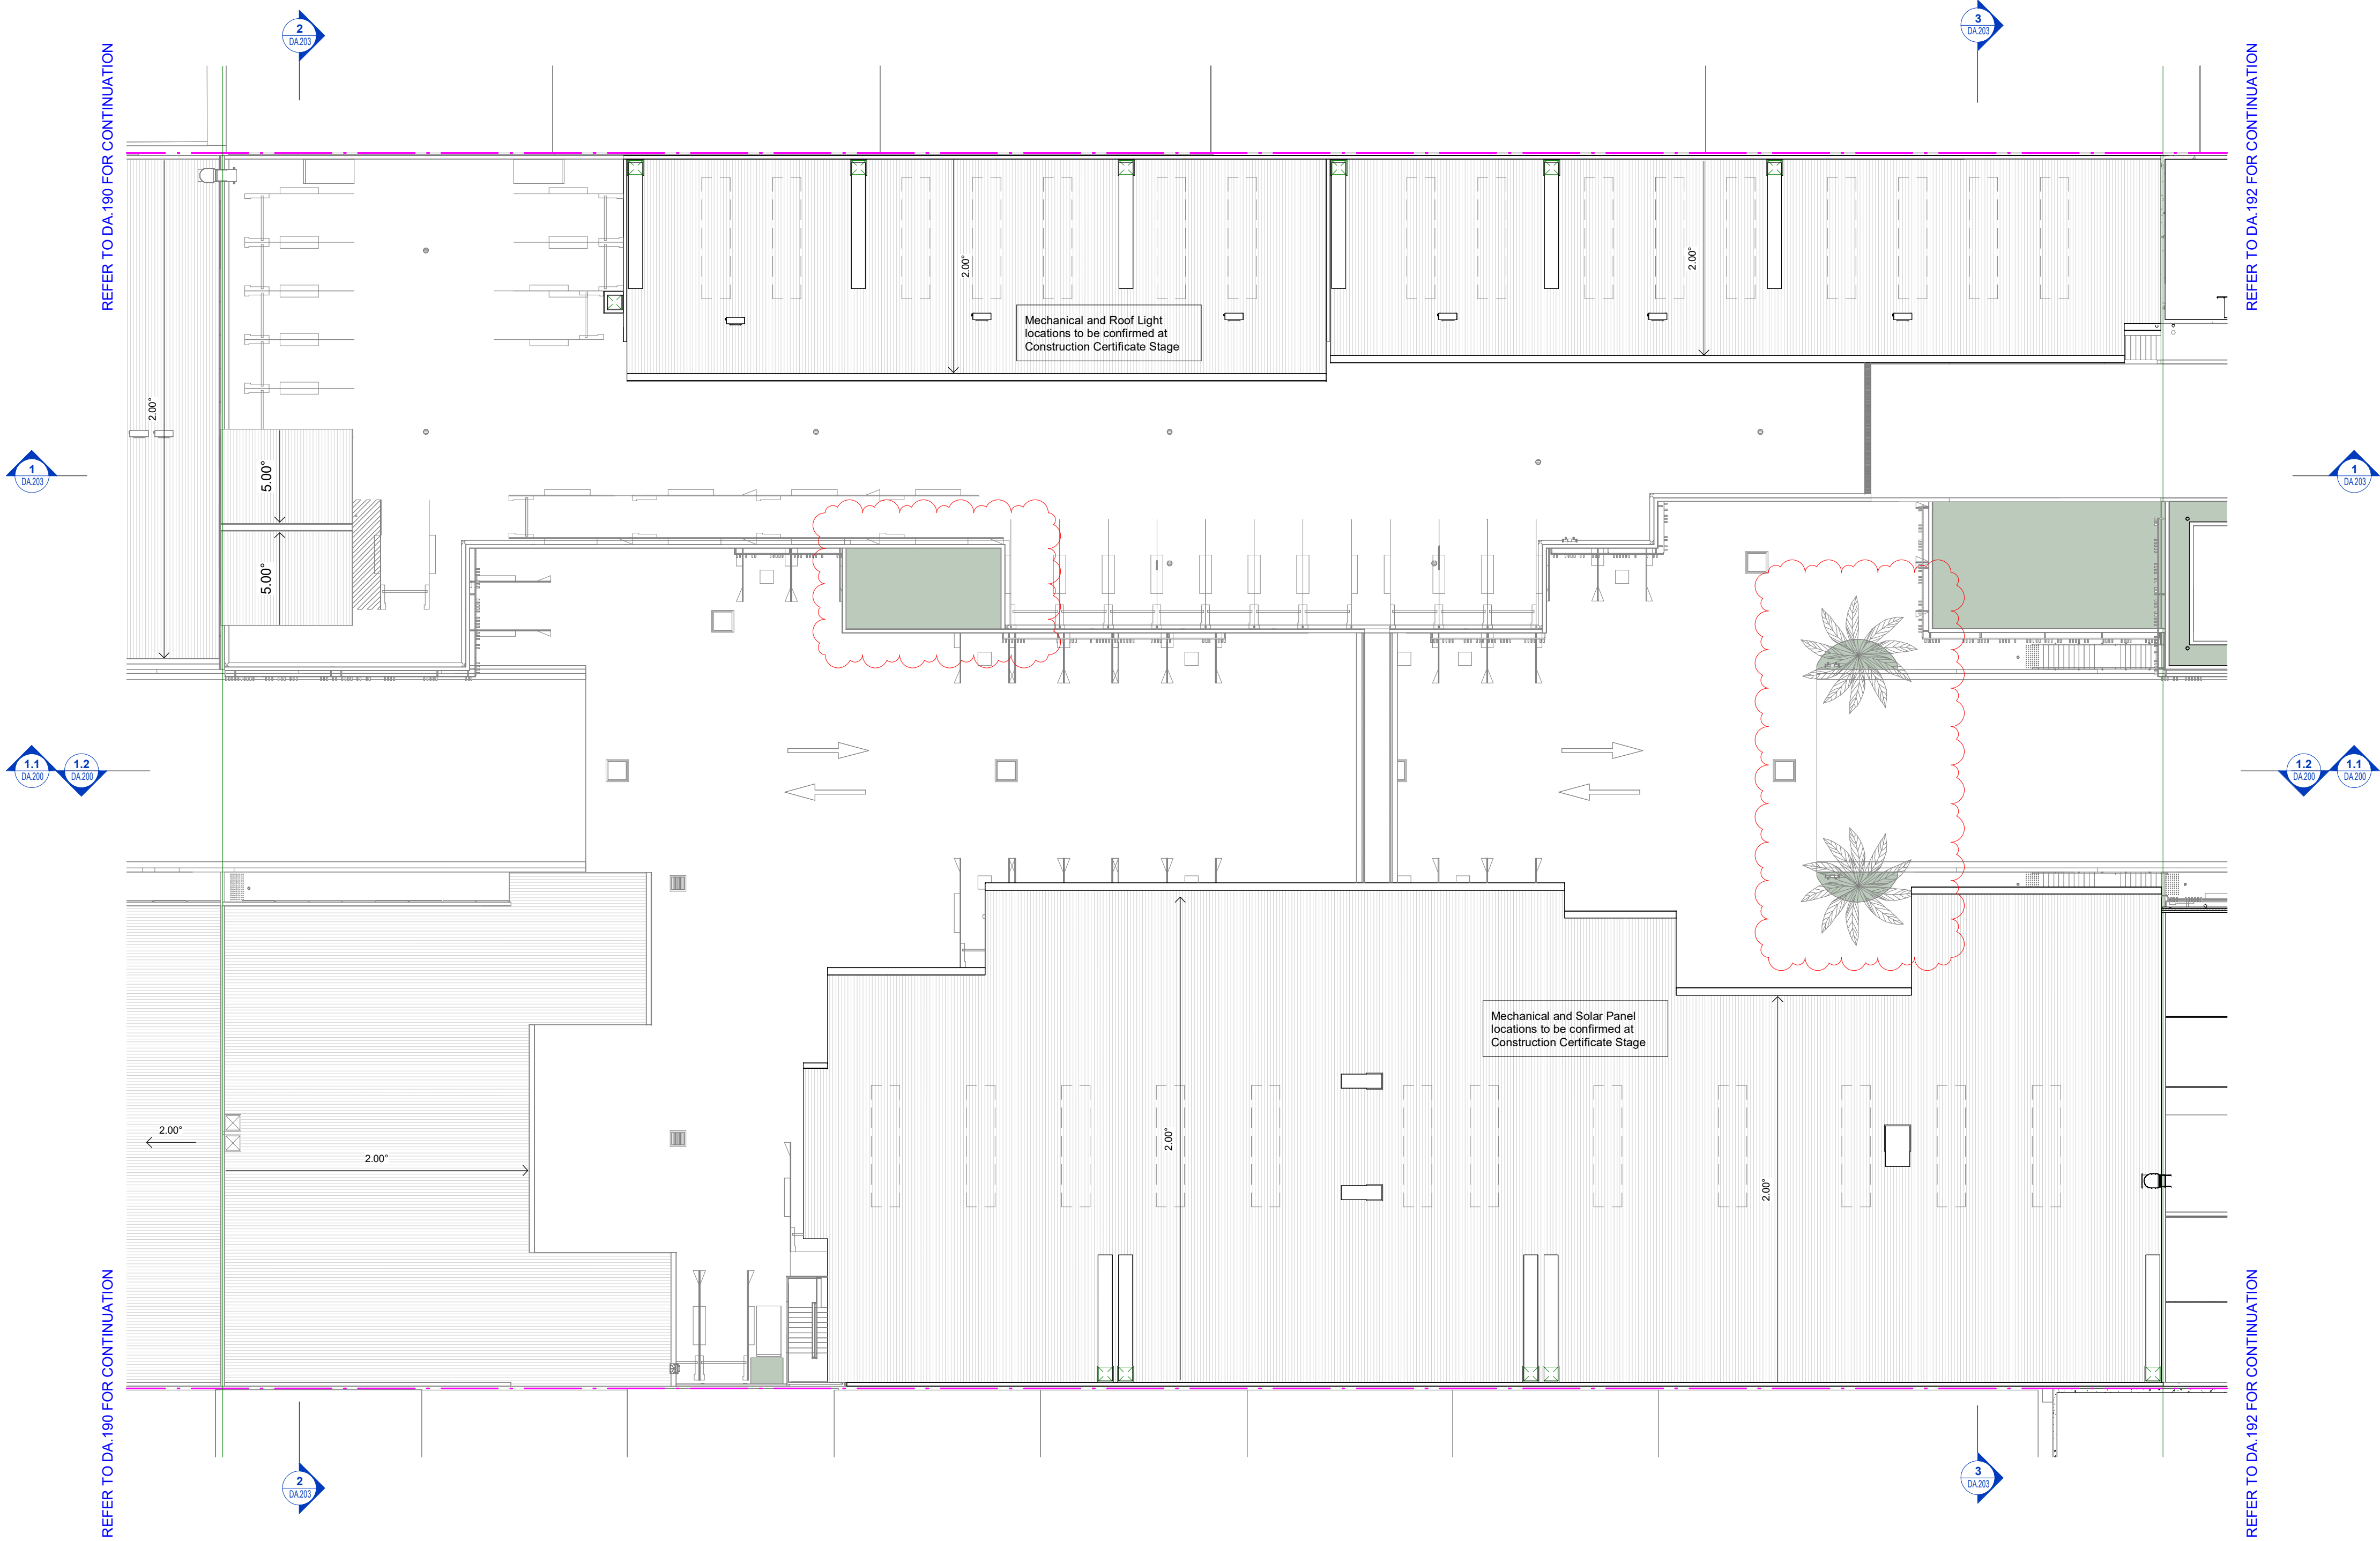 2
DA.203
3
DA.203
REFER TO DA.190 FOR CONTINUATION
REFER TO DA.192 FOR CONTINUATION
2.00°
2.00°
Mechanical and Roof Light
locations to be confirmed at
Construction Certificate Stage
2.00°
1
DA.203
5.00°
1
DA.203
5.00°
1.1
DA.200
1.2
DA.200
1.2
DA.200
1.1
DA.200
Mechanical and Solar Panel
locations to be confirmed at
Construction Certificate Stage
2.00°
2.00°
2.00°
2.00°
REFER TO DA.190 FOR CONTINUATION
REFER TO DA.192 FOR CONTINUATION
2
DA.203
3
DA.203